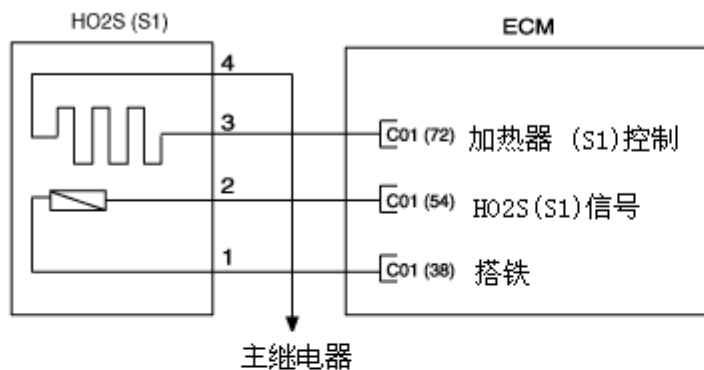 HO2S (S1)
ECM
4
3
C01 (72) 加热器 (S1)控制
2
C01 (54) HO2S(S1)信号
1
C01 (38) 搭铁
主继电器